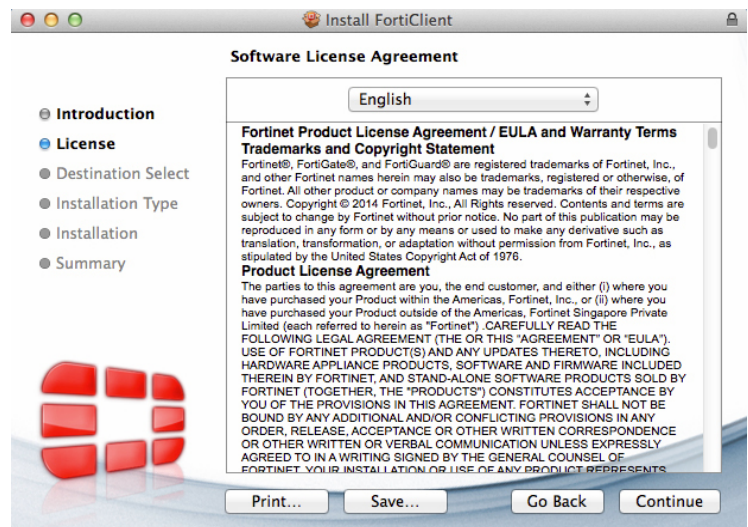 Install FortiClient
Software License Agreement
Introduction
License
Destination Select
Installation Type
Installation
Summary
English
Fortinet Product License Agreement / EULA and Warranty Terms
Trademarks and Copyright Statement
Fortinet®, FortiGate®, and FortiGuard® are registered trademarks of Fortinet, Inc.,
and other Fortinet names herein may also be trademarks, registered or otherwise, of
Fortinet. All other product or company names may be trademarks of their respective
owners. Copyright © 2014 Fortinet, Inc., All Rights reserved. Contents and terms are
subject to change by Fortinet without prior notice. No part of this publication may be
reproduced in any form or by any means or used to make any derivative such as
translation, transformation, or adaptation without permission from Fortinet, Inc., as
stipulated by the United States Copyright Act of 1976.
Product License Agreement
The parties to this agreement are you, the end customer, and either (i) where you
have purchased your Product within the Americas, Fortinet, Inc., or (ii) where you
have purchased your Product outside of the Americas, Fortinet Singapore Private
Limited (each referred to herein as "Fortinet") .CAREFULLY READ THE
FOLLOWING LEGAL AGREEMENT (THE OR THIS "AGREEMENT" OR "EULA").
USE OF FORTINET PRODUCT(S) AND ANY UPDATES THERETO, INCLUDING
HARDWARE APPLIANCE PRODUCTS, SOFTWARE AND FIRMWARE INCLUDED
THEREIN BY FORTINET, AND STAND-ALONE SOFTWARE PRODUCTS SOLD BY
FORTINET (TOGETHER, THE "PRODUCTS") CONSTITUTES ACCEPTANCE BY
YOU OF THE PROVISIONS IN THIS AGREEMENT. FORTINET SHALL NOT BE
BOUND BY ANY ADDITIONAL AND/OR CONFLICTING PROVISIONS IN ANY
ORDER, RELEASE, ACCEPTANCE OR OTHER WRITTEN CORRESPONDENCE
OR OTHER WRITTEN OR VERBAL COMMUNICATION UNLESS EXPRESSLY
AGREED TO IN A WRITING SIGNED BY THE GENERAL COUNSEL OF
FORTINET. YOUR INSTALLATION OR USE OF ANY PRODUCT REPRESENTS
Print...
Save...
Go Back
Continue